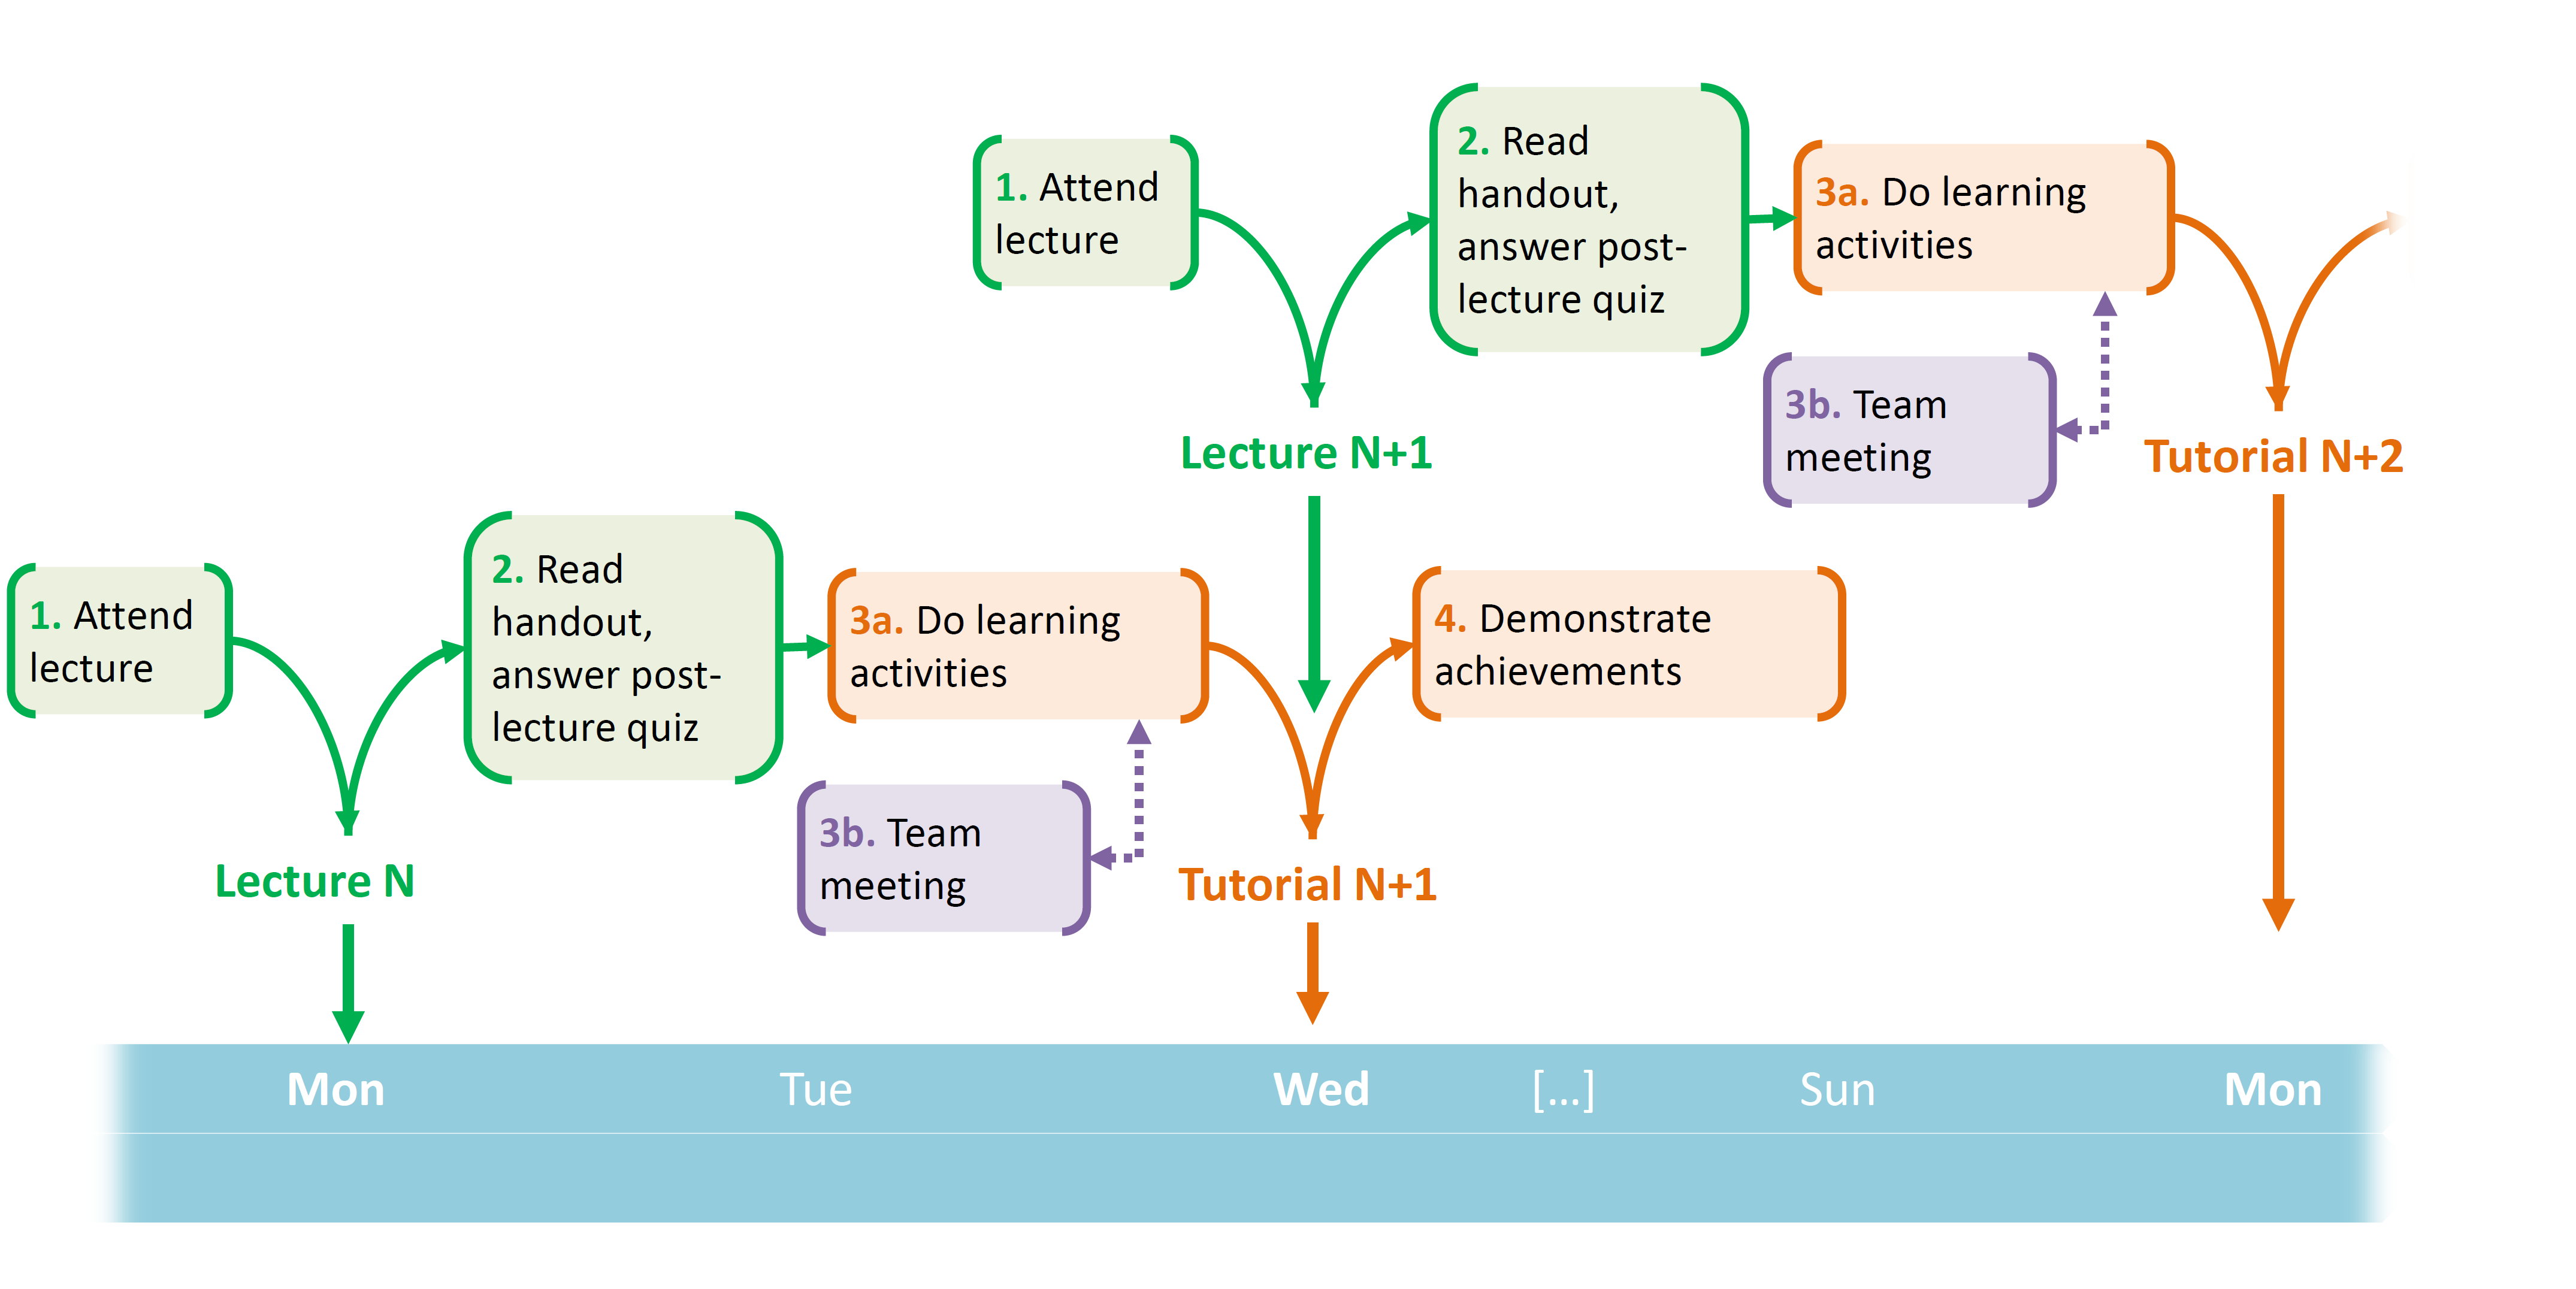 1. Attend
lecture
2. Read
handout,
answer post-
lecture quiz
3a. Do learning
activities
3b. Team
meeting
Lecture N+1
Tutorial N+2
1. Attend
lecture
2. Read
handout,
answer post-
lecture quiz
3a. Do learning
activities
4. Demonstrate
achievements
3b. Team
meeting
Lecture N
Tutorial N+1
Mon Tue Wed [...] Sun Mon